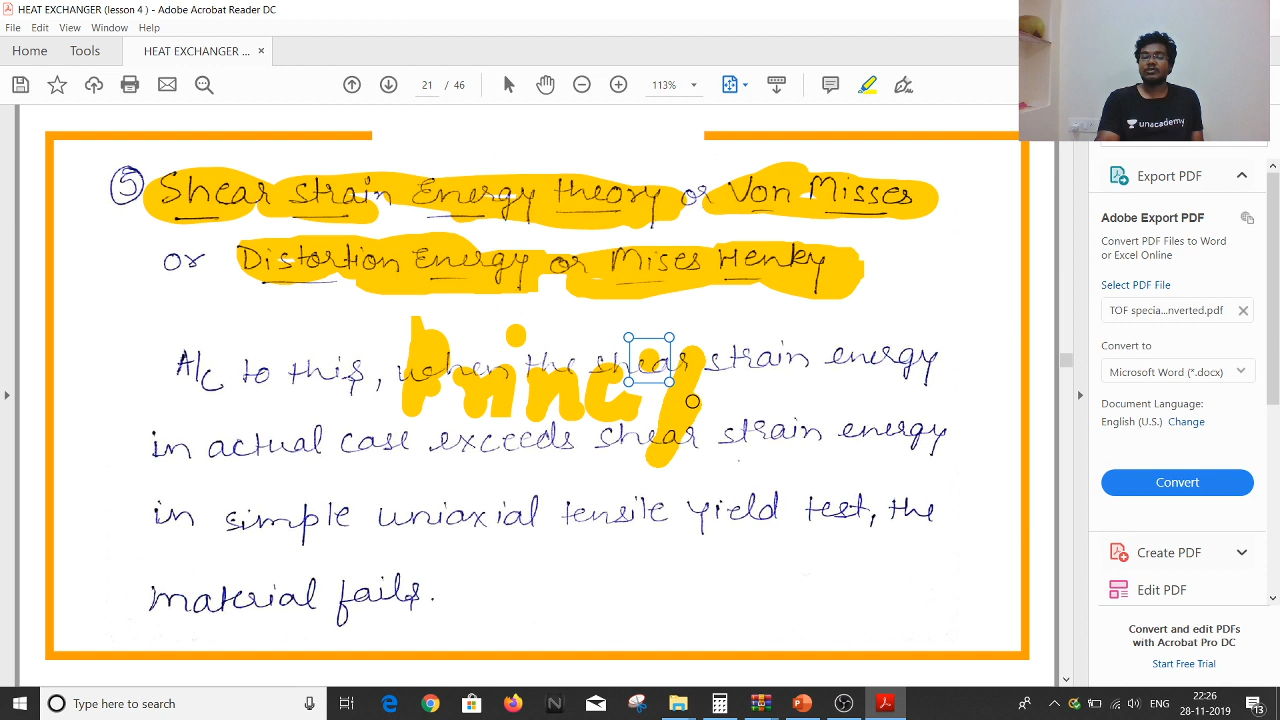 HEAT EXCHANGER (lesson 4 ) - Adobe Acrobat Reader DC
File Edit View Window Help
Home Tools HEAT EXCHANGER ... ×
21 / 46 113%
unacademy
⑤ Shear strain Energy theory or Von Misses
or Distortion Energy or Mises Henky
A/c to this, when the shear strain energy
in actual case exceeds shear strain energy
in simple uniaxial tensile yield test, the
material fails.
Export PDF
Adobe Export PDF
Convert PDF Files to Word
or Excel Online
Select PDF File
TOF specia...nverted.pdf
Convert to
Microsoft Word (*.docx)
Document Language:
English (U.S.) Change
Convert
Create PDF
Edit PDF
Convert and edit PDFs
with Acrobat Pro DC
Start Free Trial
Type here to search
ENG
22:26
28-11-2019
13